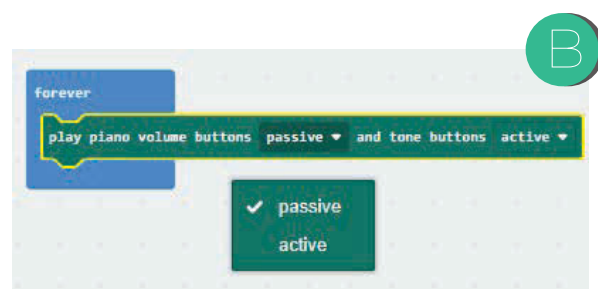 B
forever
play piano volume buttons passive and tone buttons active
passive
active